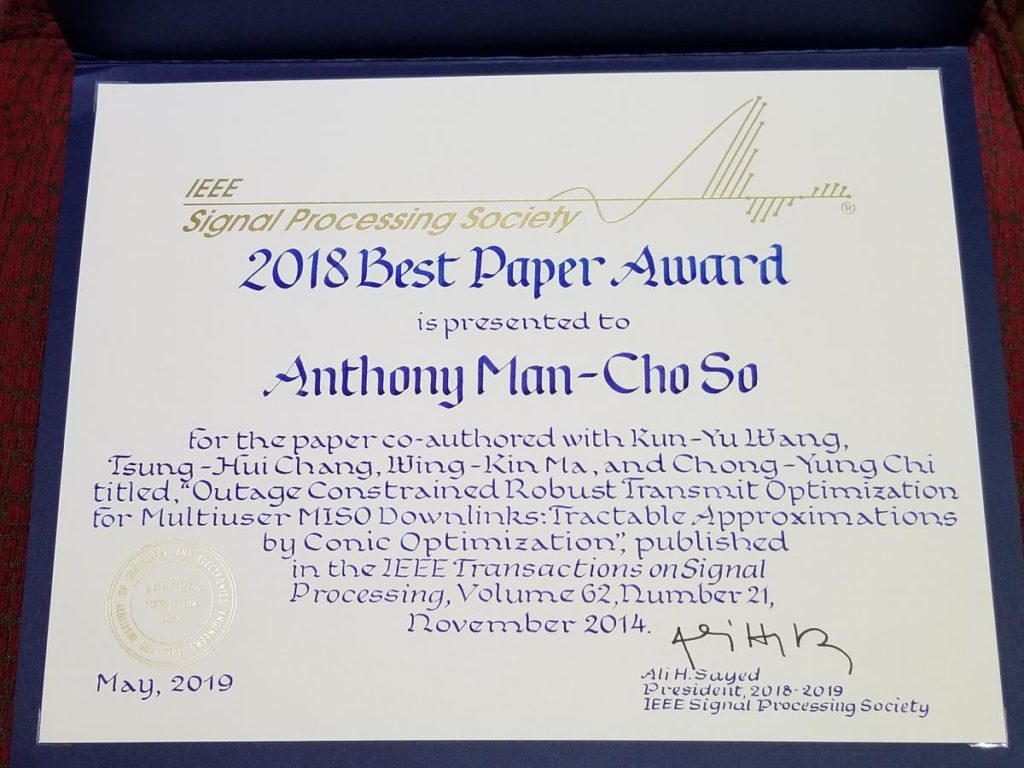 IEEE
Signal Processing Society
®
2018 Best Paper Award
is presented to
Anthony Man-Cho So
for the paper co-authored with Kun-Yu Wang,
Tsung-Hui Chang, Wing-Kin Ma, and Chong-Yung Chi
titled, “Outage Constrained Robust Transmit Optimization
for Multiuser MISO Downlinks: Tractable Approximations
by Conic Optimization”, published
in the IEEE Transactions on Signal
Processing, Volume 62, Number 21,
November 2014.
May, 2019
Ali H. Sayed
President, 2018-2019
IEEE Signal Processing Society